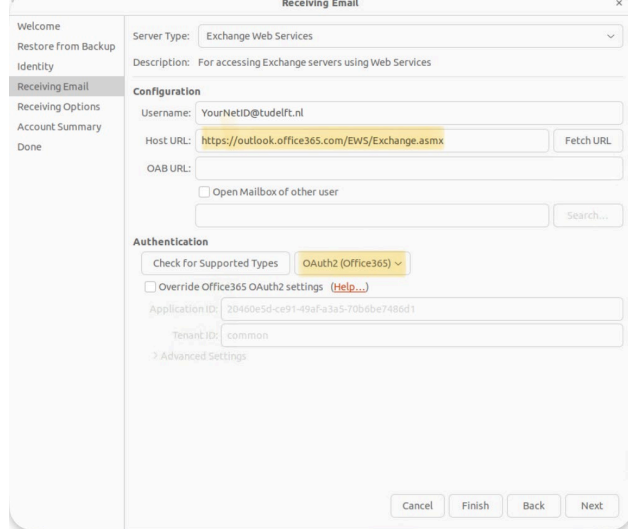 Receiving Email ×
Welcome
Restore from Backup
Identity
Receiving Email
Receiving Options
Account Summary
Done
Server Type: Exchange Web Services
Description: For accessing Exchange servers using Web Services
Configuration
Username: YourNetID@tudelft.nl
Host URL: https://outlook.office365.com/EWS/Exchange.asmx Fetch URL
OAB URL:
Open Mailbox of other user
Search...
Authentication
Check for Supported Types OAuth2 (Office365)
Override Office365 OAuth2 settings (Help...)
Application ID: 20460e5d-ce91-49af-a3a5-70b6be7486d1
Tenant ID: common
Advanced Settings
Cancel Finish Back Next